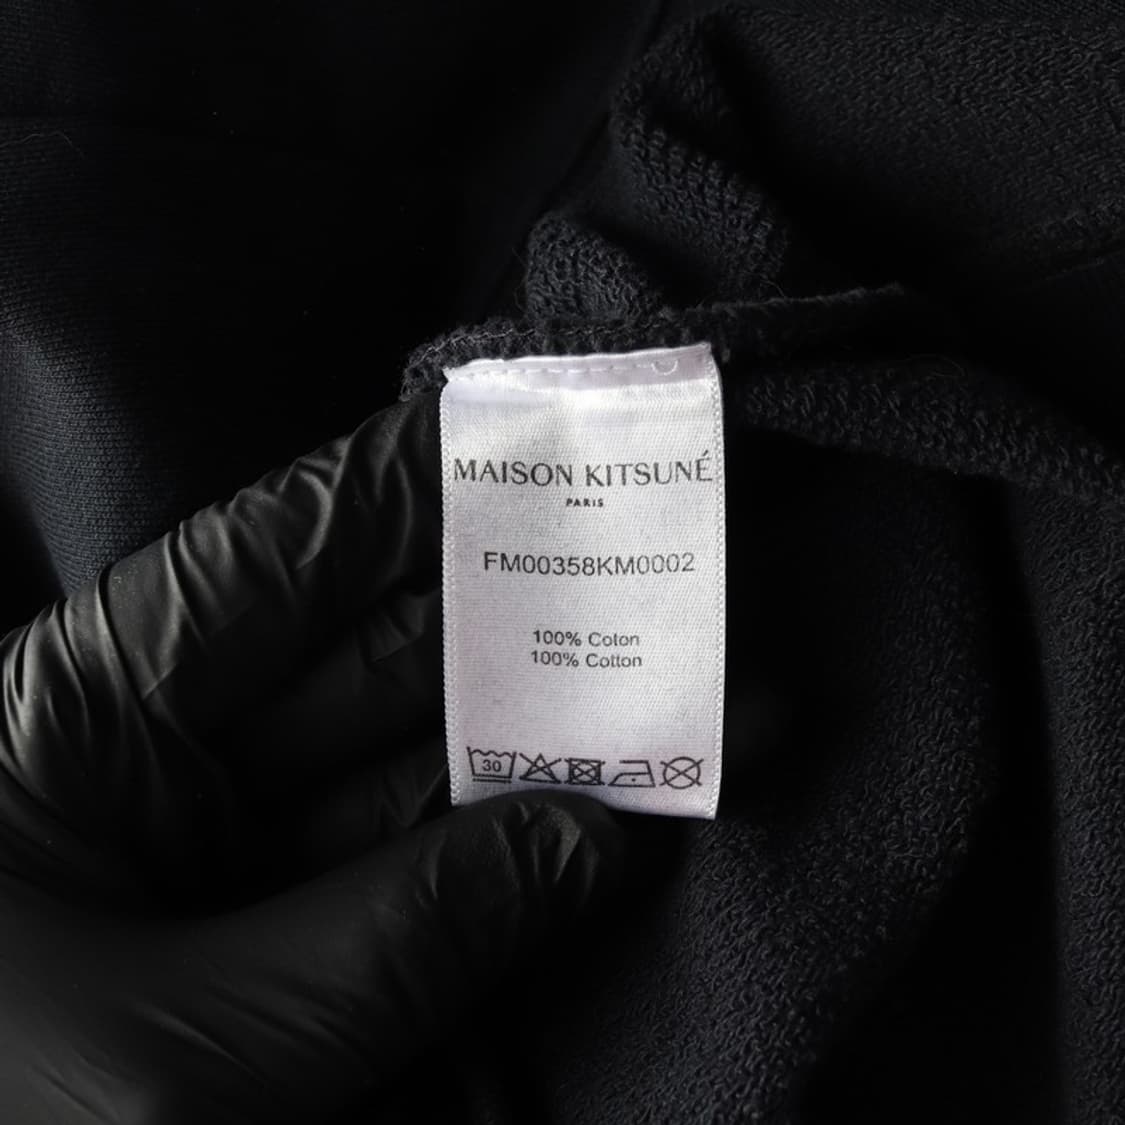 MAISON KITSUNÉ
PARIS
FM00358KM0002
100% Coton
100% Cotton
30